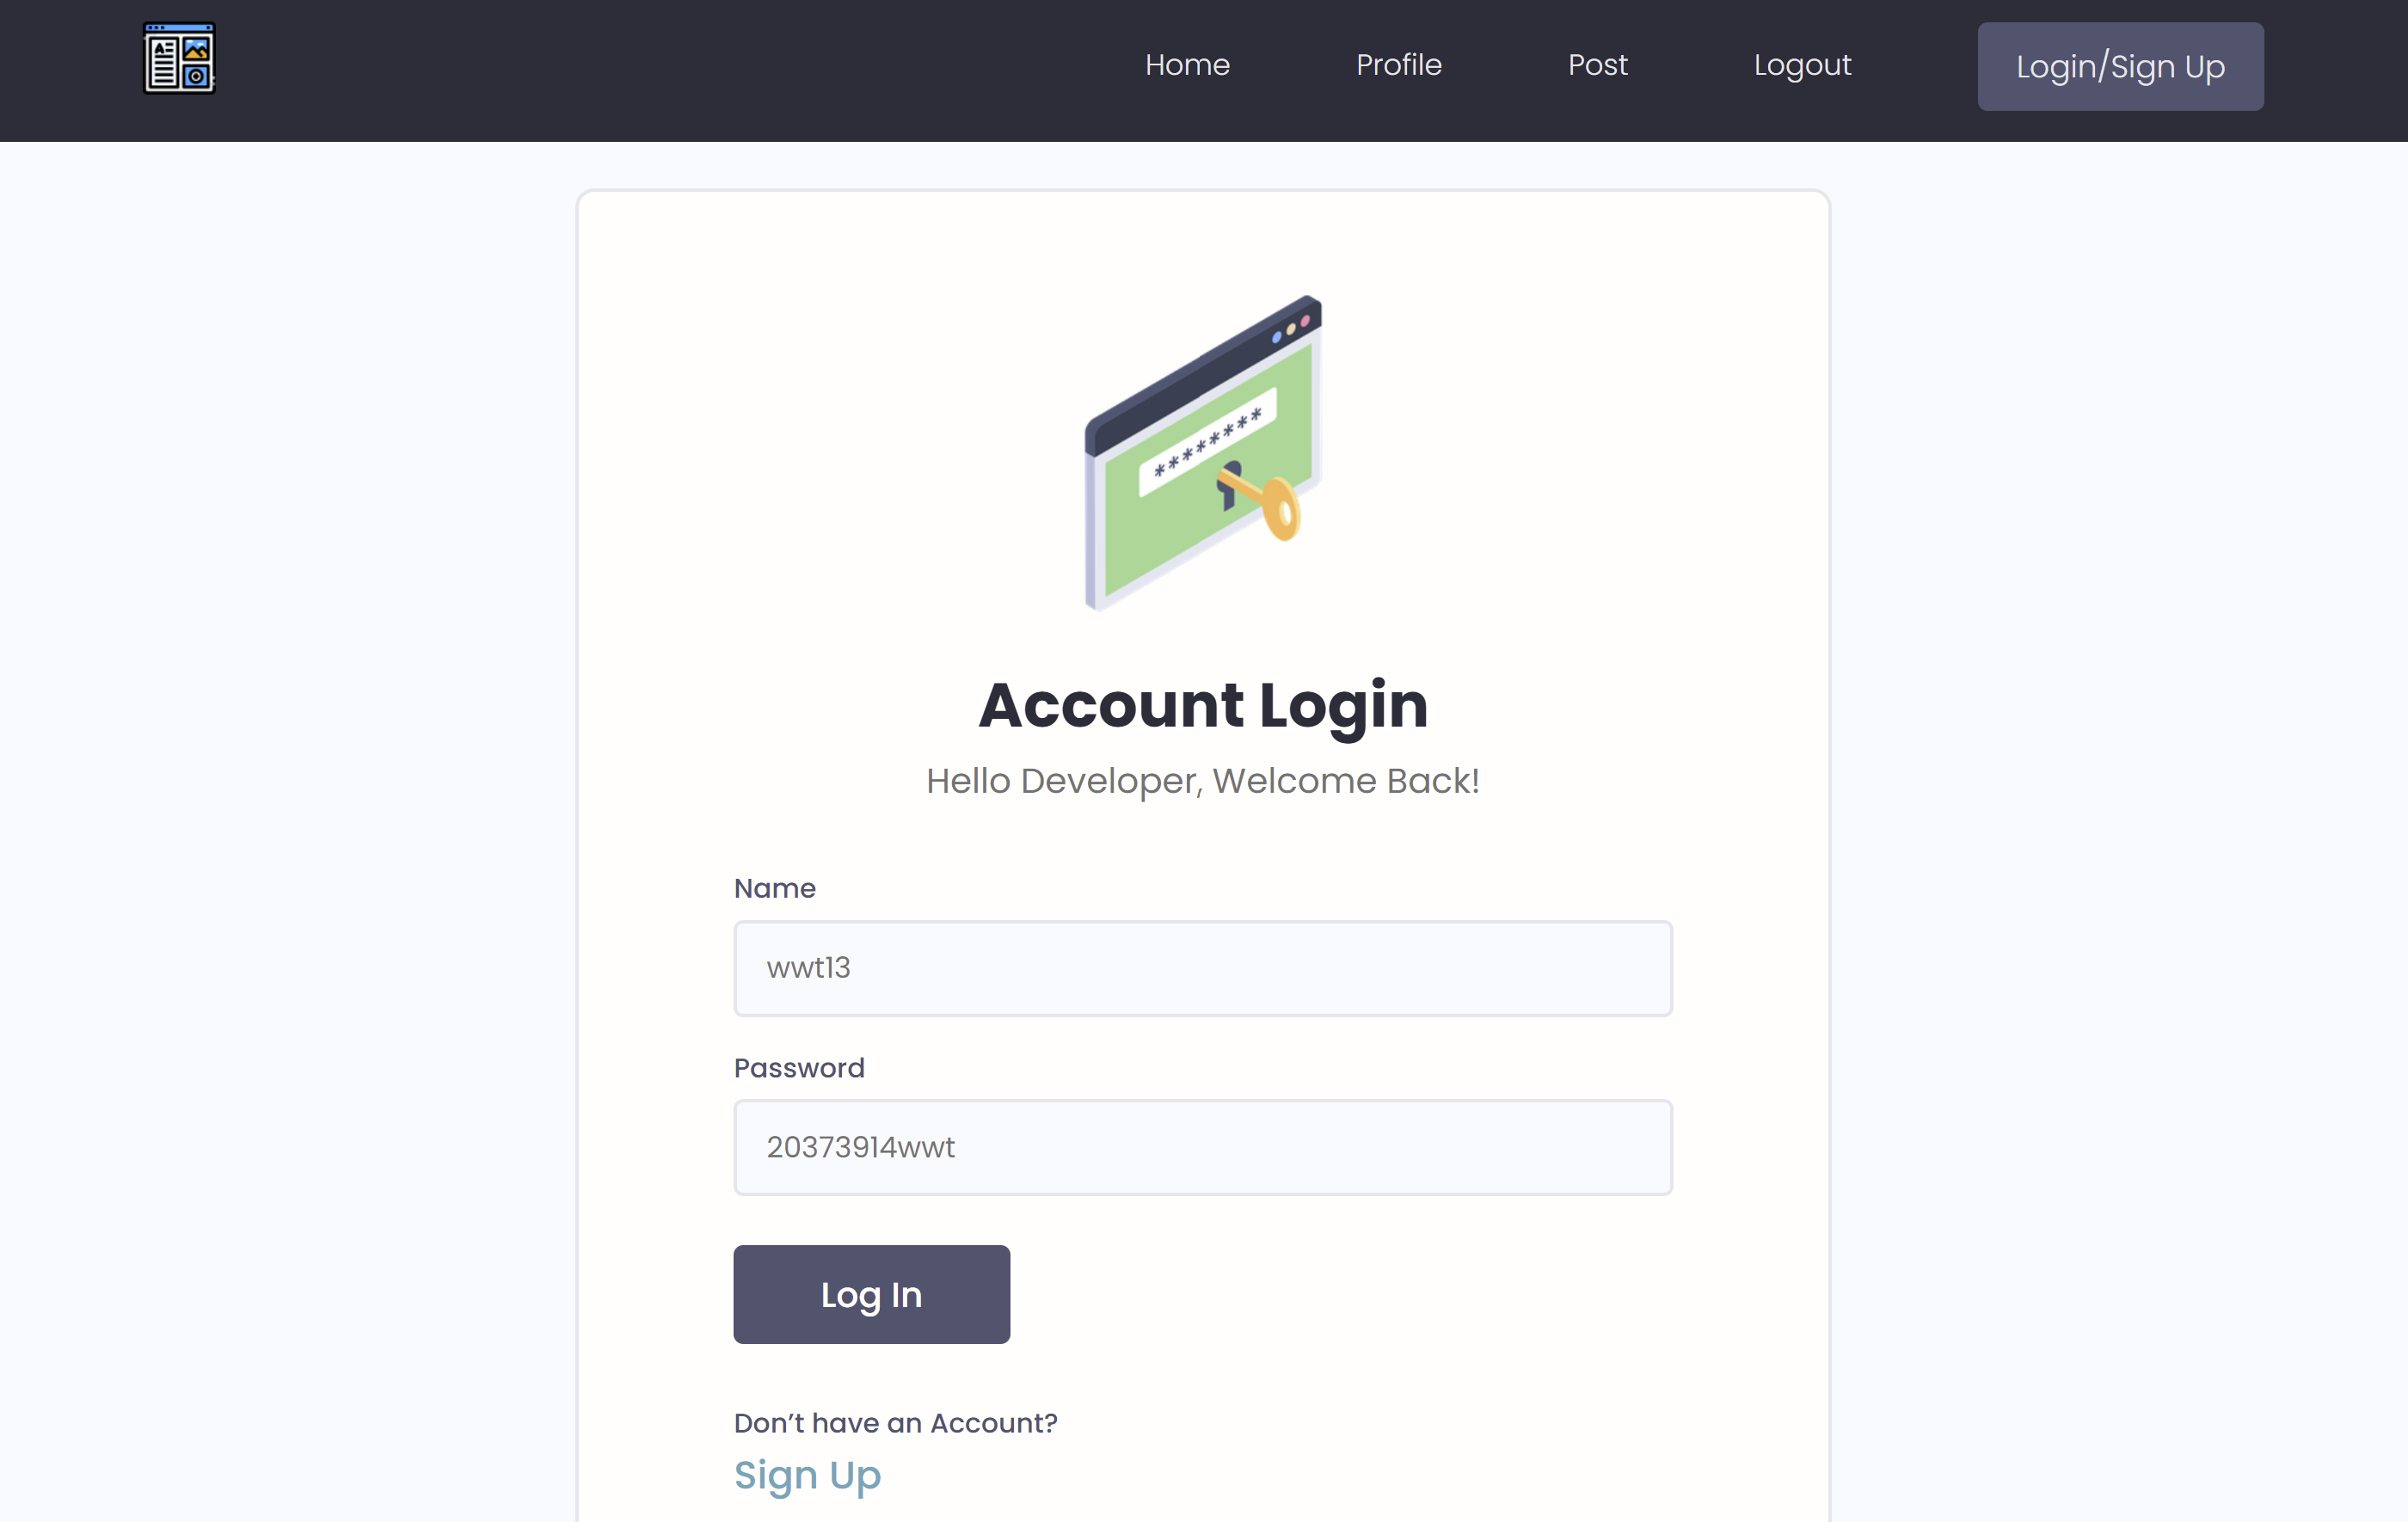 Home Profile Post Logout Login/Sign Up
********
Account Login
Hello Developer, Welcome Back!
Name
wwt13
Password
20373914wwt
Log In
Don’t have an Account?
Sign Up